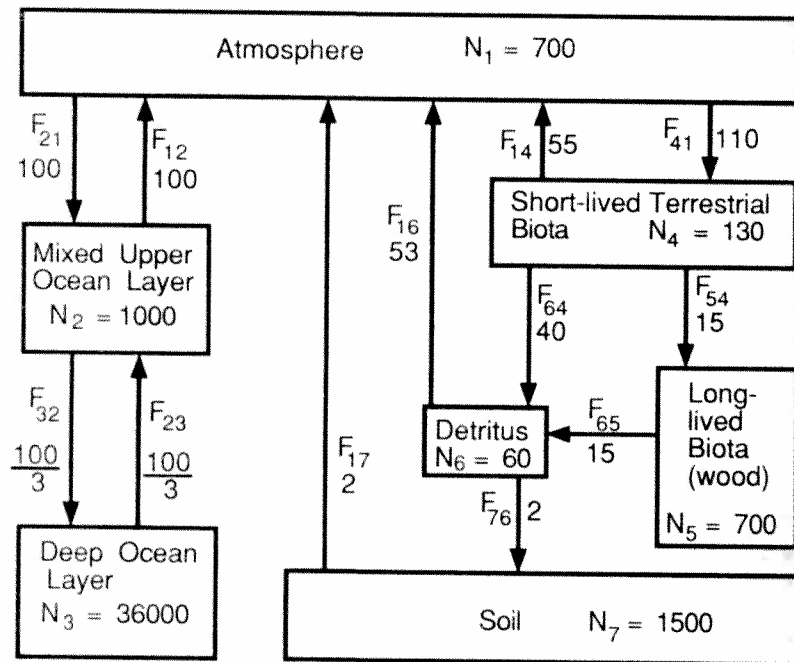 Atmosphere N₁ = 700
F₂₁
100
F₁₂
100
F₁₄ 55
F₄₁ 110
Mixed Upper
Ocean Layer
N₂ = 1000
F₁₆
53
Short-lived Terrestrial
Biota N₄ = 130
F₆₄
40
F₅₄
15
F₃₂
100
3
F₂₃
100
3
F₁₇
2
Detritus
N₆ = 60
F₆₅
15
Long-
lived
Biota
(wood)
N₅ = 700
F₇₆ 2
Deep Ocean
Layer
N₃ = 36000
Soil N₇ = 1500